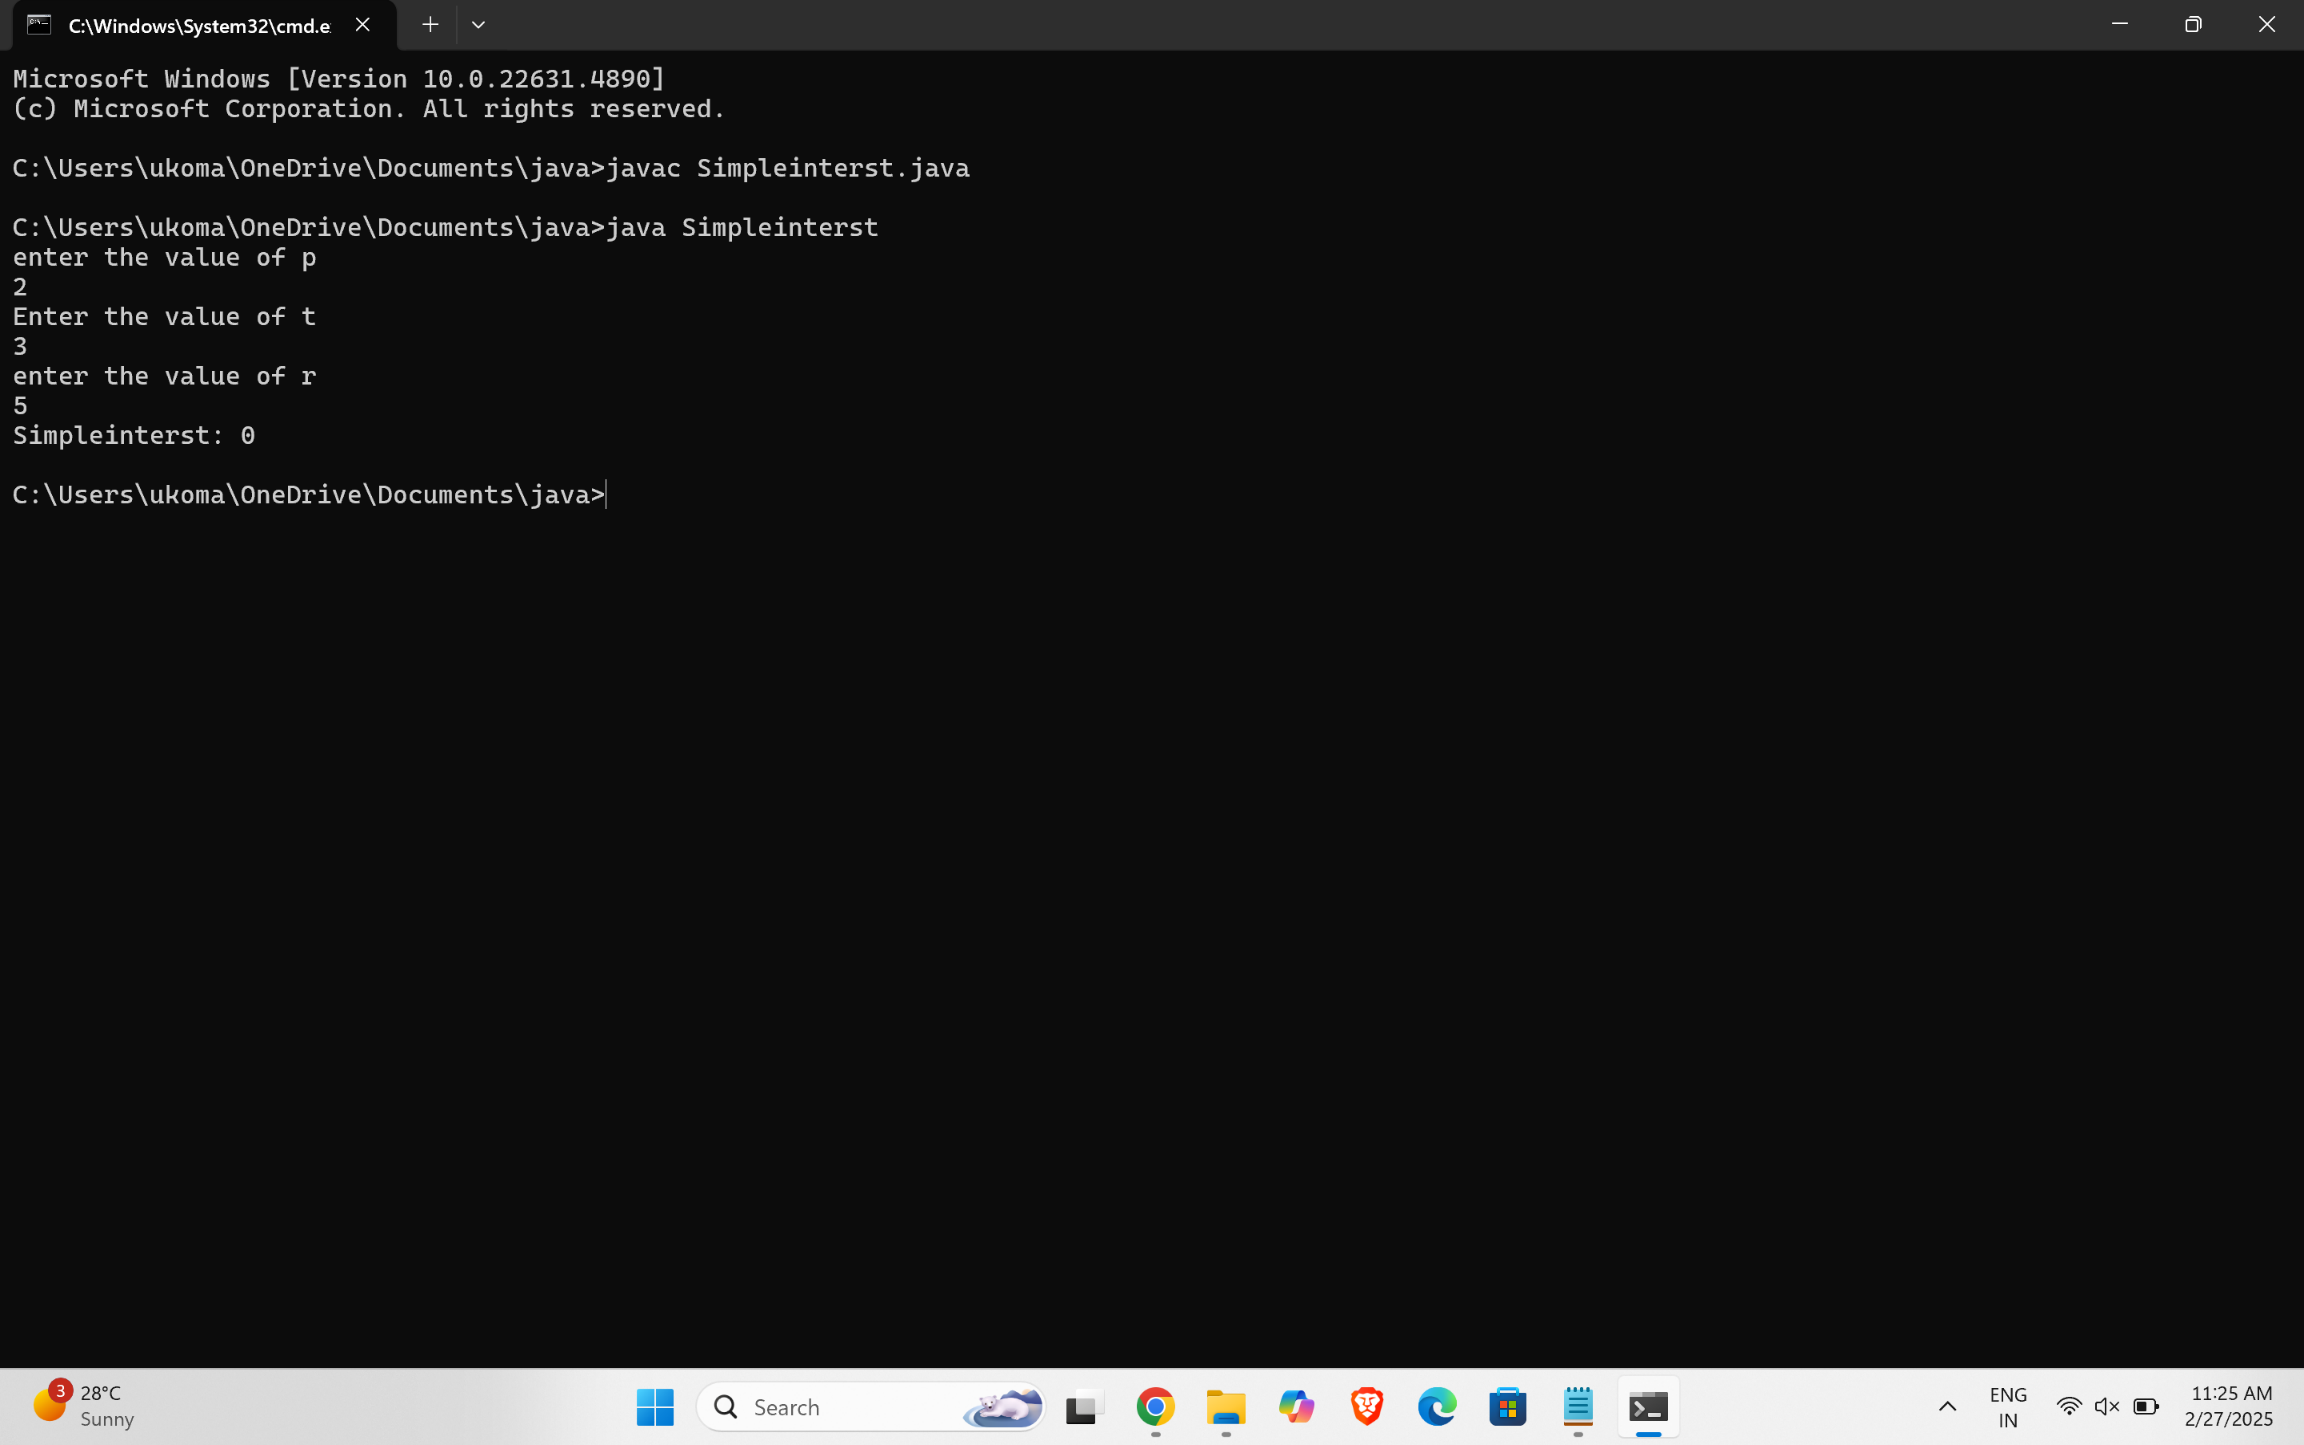 C:\Windows\System32\cmd.e
Microsoft Windows [Version 10.0.22631.4890]
(c) Microsoft Corporation. All rights reserved.
C:\Users\ukoma\OneDrive\Documents\java>javac Simpleinterst.java
C:\Users\ukoma\OneDrive\Documents\java>java Simpleinterst
enter the value of p
2
Enter the value of t
3
enter the value of r
5
Simpleinterst: 0
C:\Users\ukoma\OneDrive\Documents\java>
3
28°C
Sunny
Search
ENG
IN
11:25 AM
2/27/2025